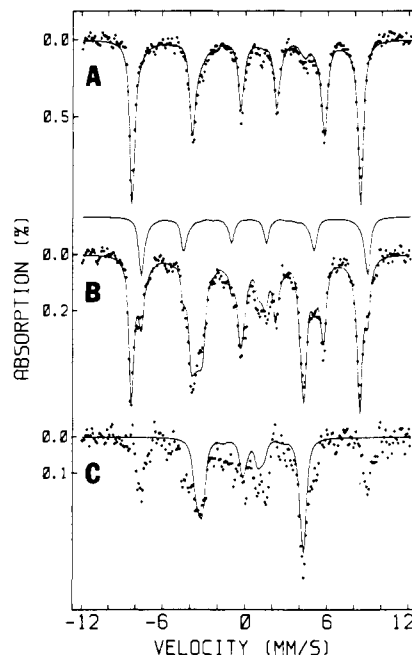 0.0
A
0.5
ABSORPTION (%)
0.0
B
0.2
0.0
C
0.1
-12 -6 0 6 12
VELOCITY (MM/S)